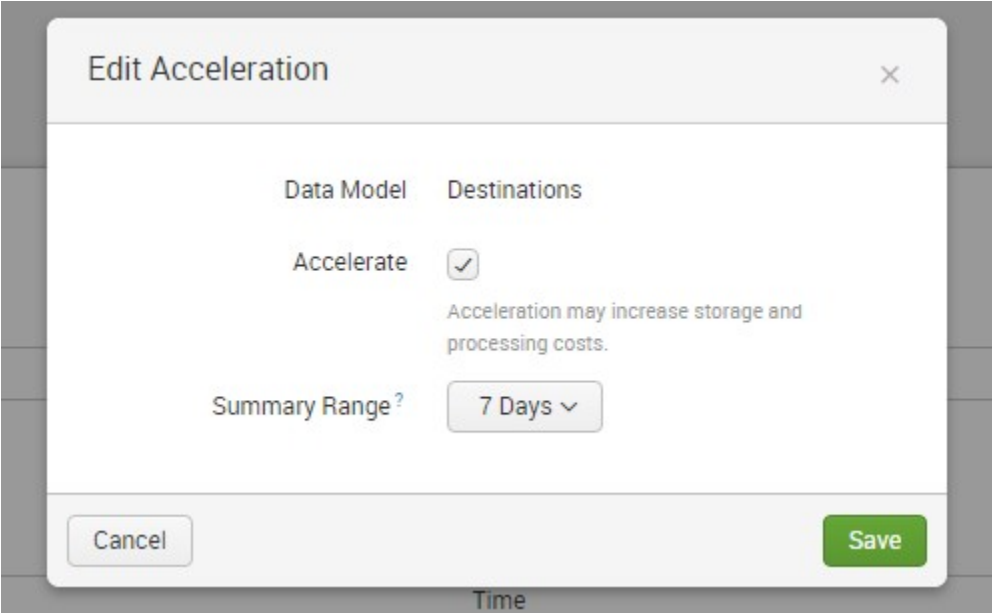 Edit Acceleration
×
Data Model Destinations
Accelerate
Acceleration may increase storage and
processing costs.
Summary Range ? 7 Days
Cancel Save
Time